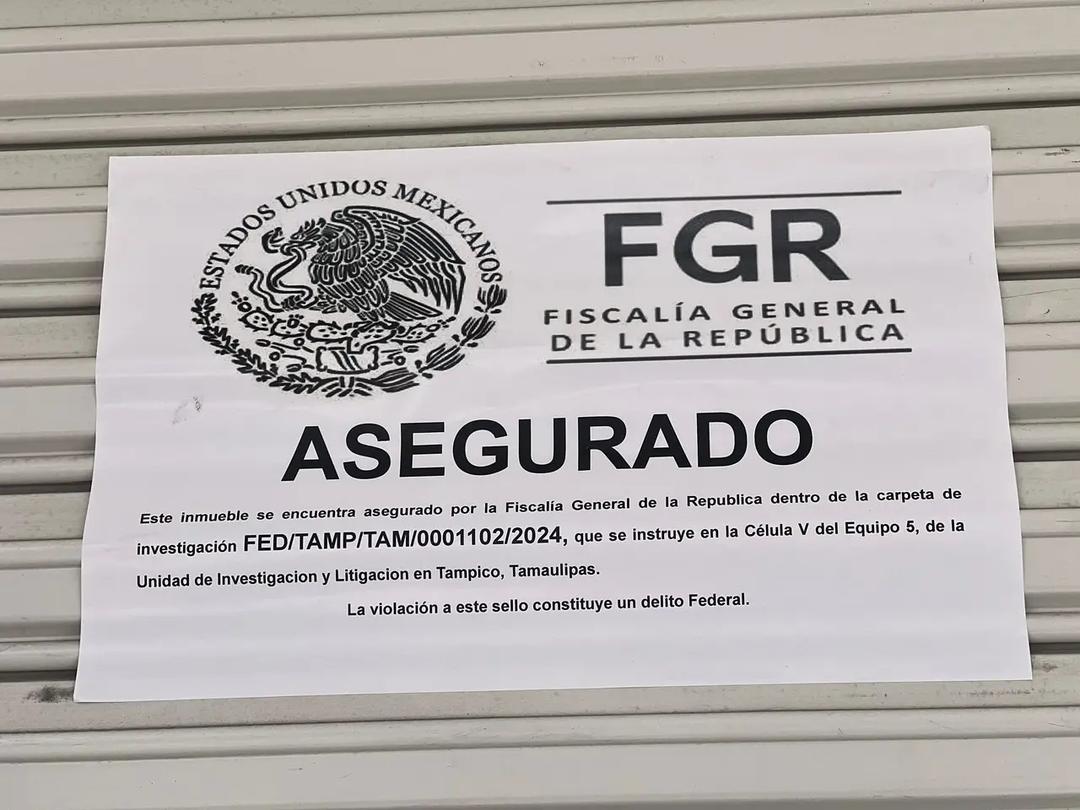 ESTADOS UNIDOS MEXICANOS
FGR
FISCALÍA GENERAL
DE LA REPÚBLICA
ASEGURADO
Este inmueble se encuentra asegurado por la Fiscalía General de la Republica dentro de la carpeta de
investigación FED/TAMP/TAM/0001102/2024, que se instruye en la Célula V del Equipo 5, de la
Unidad de Investigacion y Litigacion en Tampico, Tamaulipas.
La violación a este sello constituye un delito Federal.